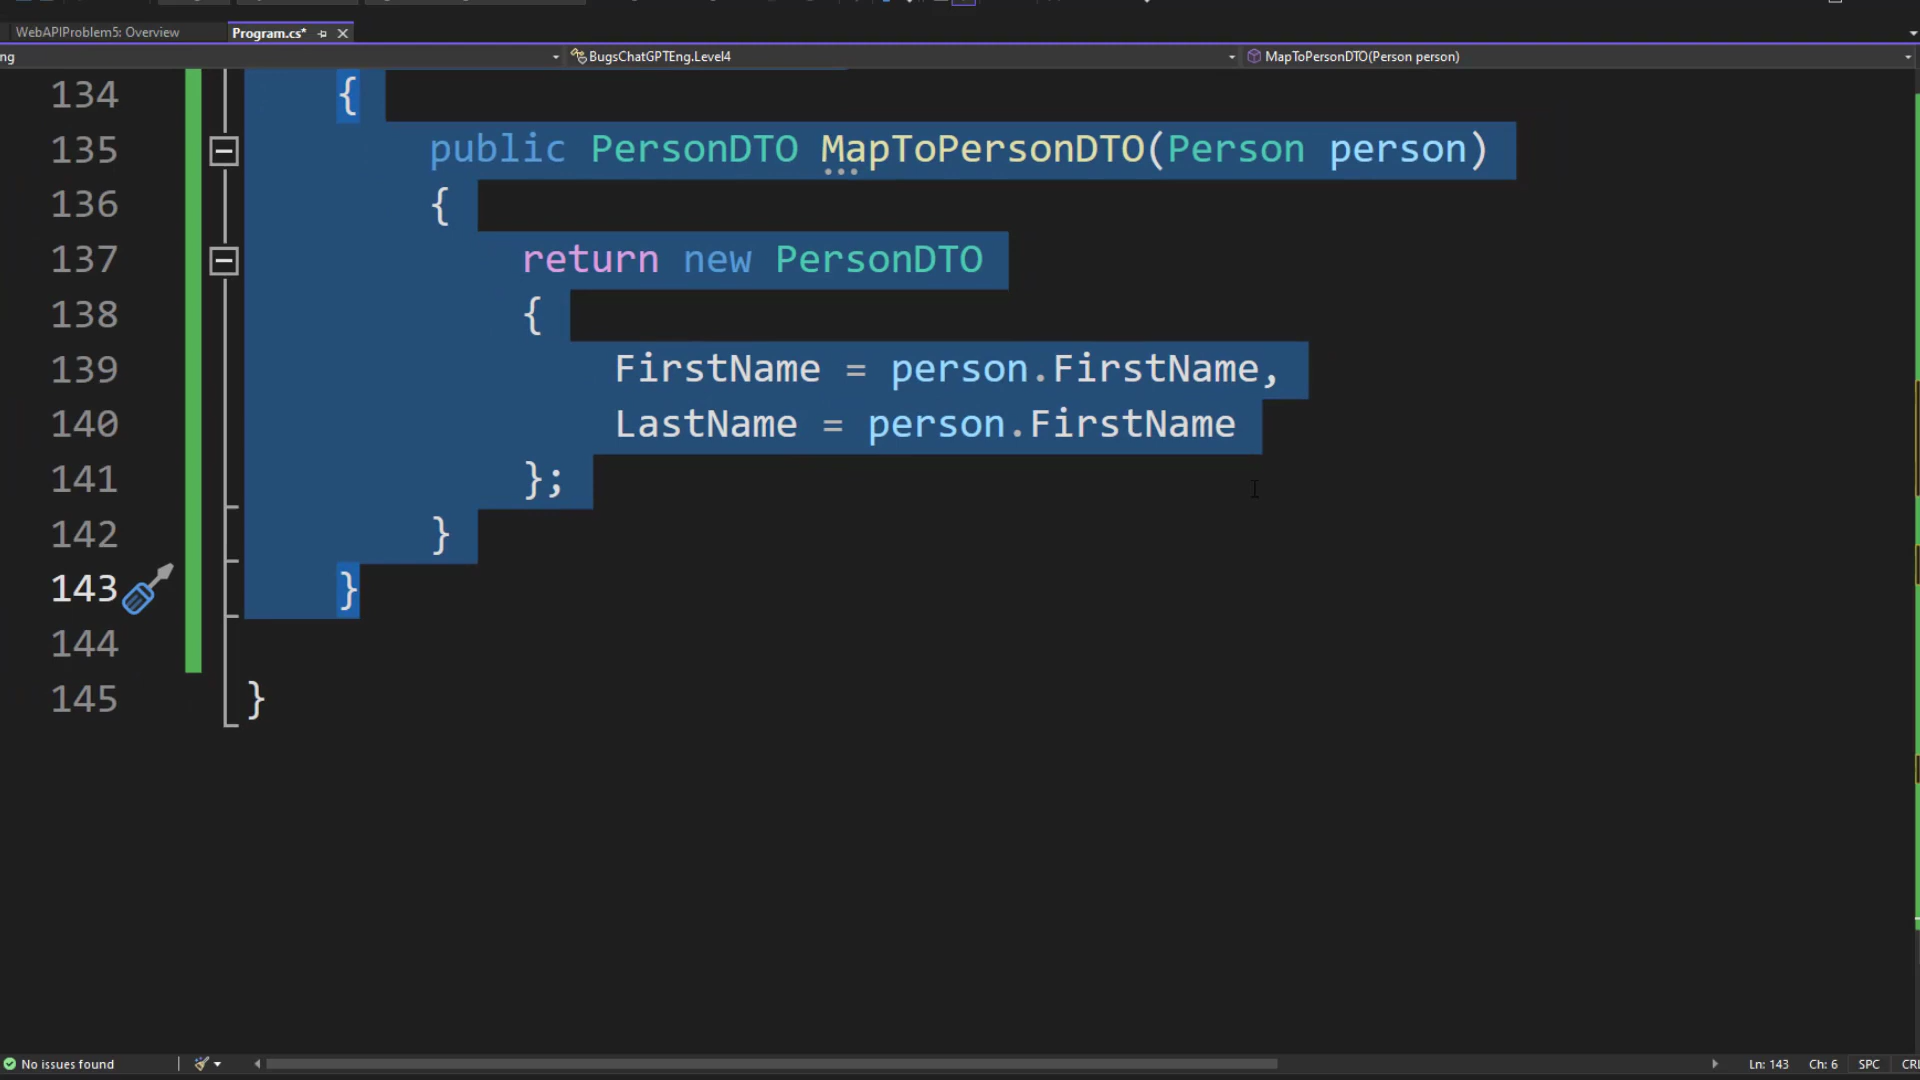 WebAPIProblem5: Overview Program.cs*
ng BugsChatGPTEng.Level4 MapToPersonDTO(Person person)
134 {
135 public PersonDTO MapToPersonDTO(Person person)
136 {
137 return new PersonDTO
138 {
139 FirstName = person.FirstName,
140 LastName = person.FirstName
141 };
142 }
143 }
144
145 }
No issues found Ln: 143 Ch: 6 SPC CRL